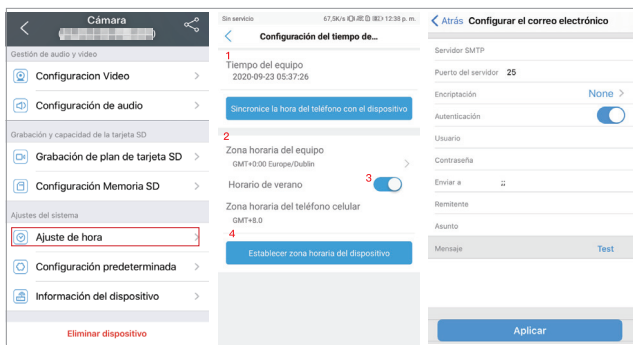 Cámara
Gestión de audio y video
Configuracion Video
Configuración de audio
Grabación y capacidad de la tarjeta SD
Grabación de plan de tarjeta SD
Configuración Memoria SD
Ajustes del sistema
Ajuste de hora
Configuración predeterminada
Información del dispositivo
Eliminar dispositivo
Sin servicio
67,5K/s
12:38 p. m.
Configuración del tiempo de...
1
Tiempo del equipo
2020-09-23 05:37:26
Sincronice la hora del teléfono con el dispositivo
2
Zona horaria del equipo
GMT+0:00 Europe/Dublin
Horario de verano
3
Zona horaria del teléfono celular
GMT+8.0
4
Establecer zona horaria del dispositivo
Atrás Configurar el correo electrónico
Servidor SMTP
Puerto del servidor 25
Encriptación None
Autenticación
Usuario
Contraseña
Enviar a ;;
Remitente
Asunto
Mensaje Test
Aplicar